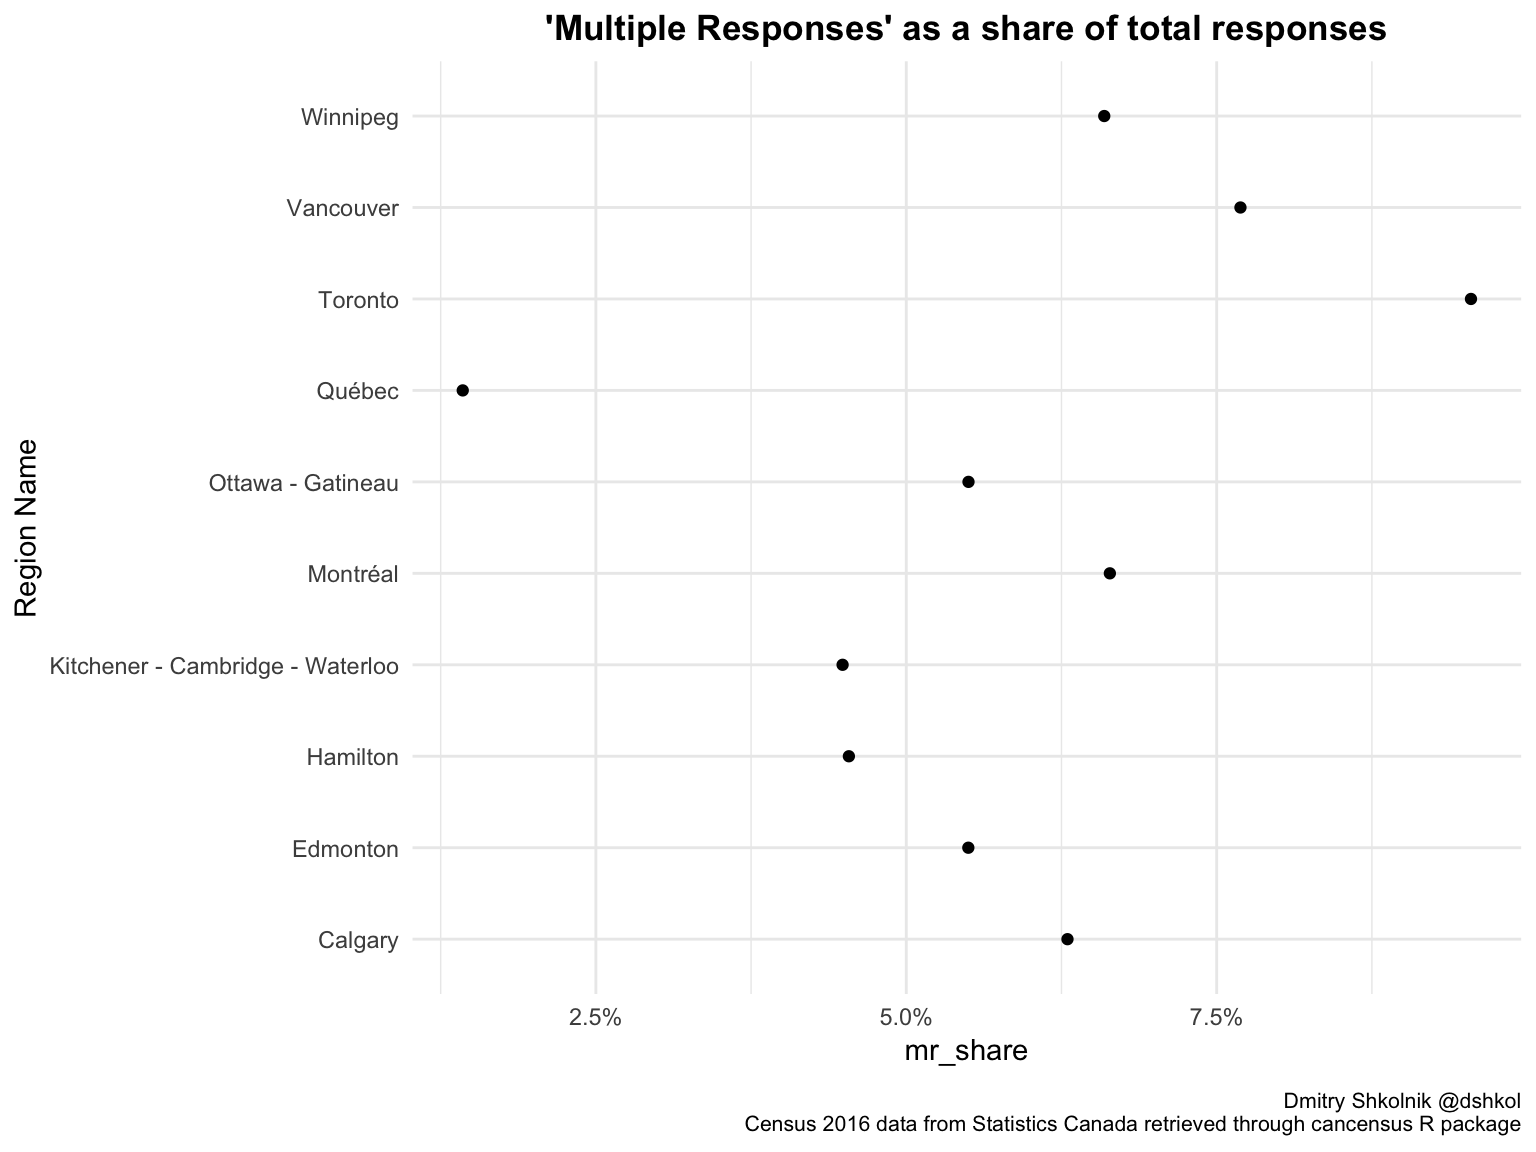 'Multiple Responses' as a share of total responses
Region Name
Winnipeg
Vancouver
Toronto
Québec
Ottawa - Gatineau
Montréal
Kitchener - Cambridge - Waterloo
Hamilton
Edmonton
Calgary
2.5% 5.0% 7.5%
mr_share
Dmitry Shkolnik @dshkol
Census 2016 data from Statistics Canada retrieved through cancensus R package